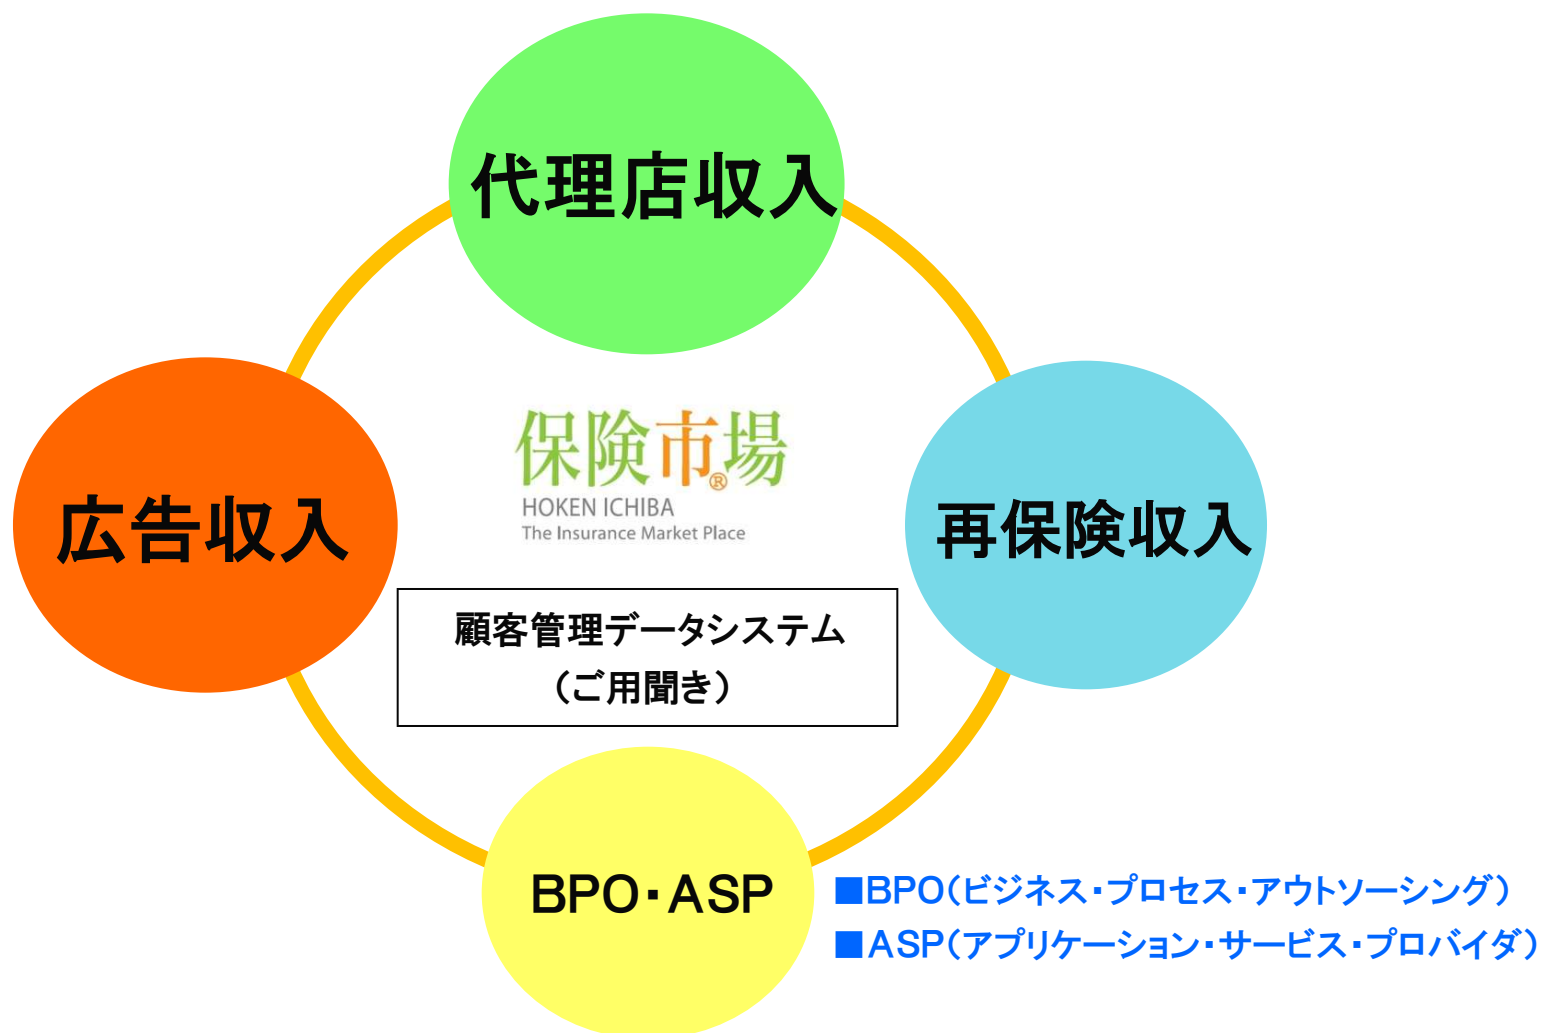 代理店収入
保険市場®
HOKEN ICHIBA
The Insurance Market Place
広告収入
再保険収入
顧客管理データシステム
（ご用聞き）
BPO・ASP
■BPO（ビジネス・プロセス・アウトソーシング）
■ASP（アプリケーション・サービス・プロバイダ）